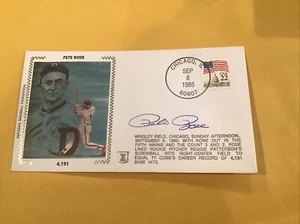 PETE ROSE
CHICAGO, IL
SEP
8
1985
60607
22
Pete Rose
4,191
WRIGLEY FIELD, CHICAGO, SUNDAY AFTERNOON,
SEPTEMBER 8, 1985; WITH NONE OUT IN THE
FIFTH INNING AND THE COUNT 3 AND 2, ROSE
LINED ROOKIE PITCHER REGGIE PATTERSON'S
SCREWBALL INTO RIGHT-CENTER FIELD TO
EQUAL TY COBB'S CAREER RECORD OF 4,191
BASE HITS.